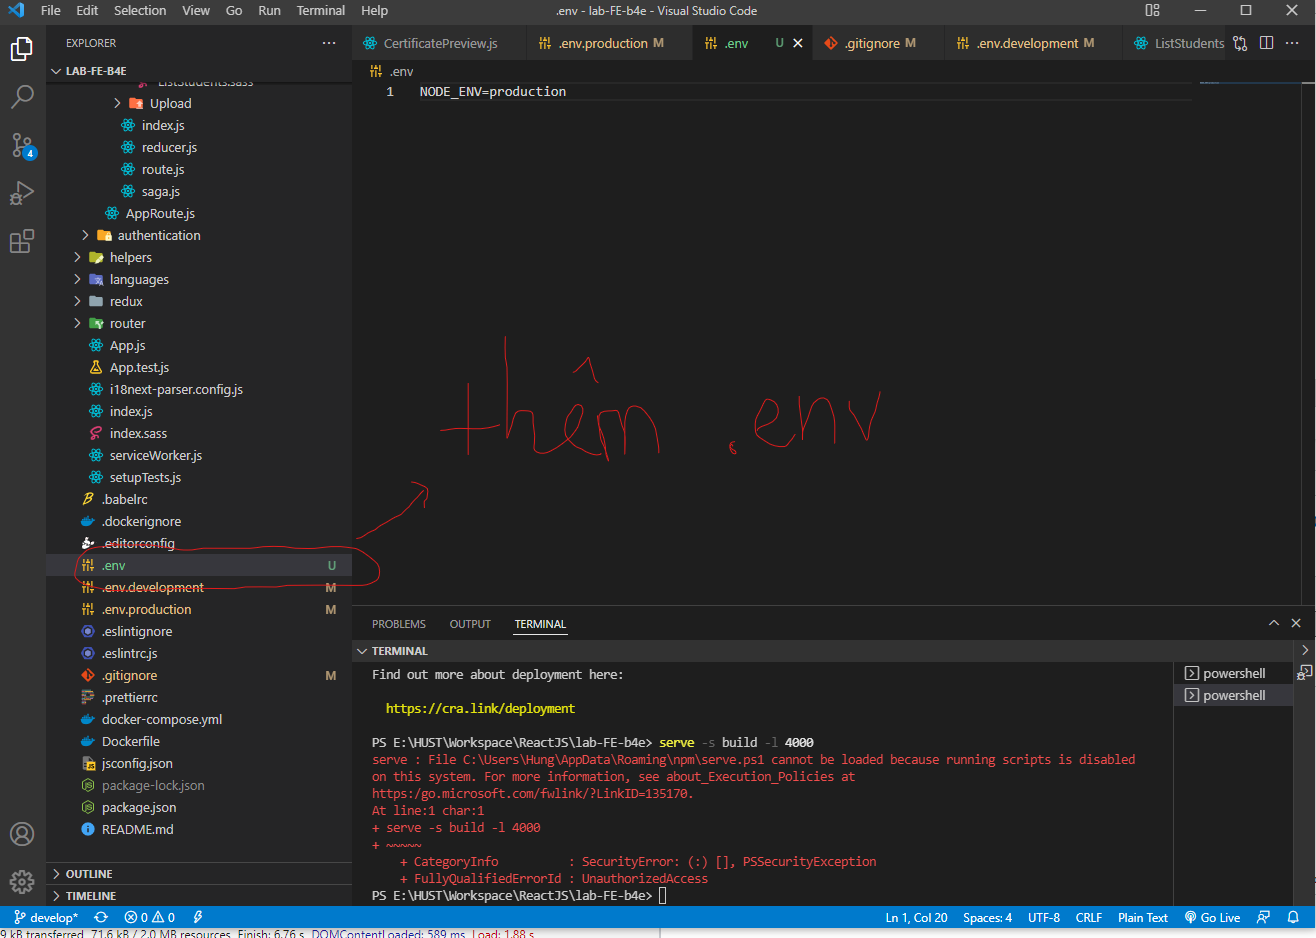 File Edit Selection View Go Run Terminal Help .env - lab-FE-b4e - Visual Studio Code
EXPLORER
CertificatePreview.js .env.production M .env U .gitignore M .env.development M ListStudents
LAB-FE-B4E
.env
ListStudents.sass
1 NODE_ENV=production
Upload
index.js
reducer.js
route.js
saga.js
AppRoute.js
authentication
helpers
languages
redux
router
App.js
App.test.js
i18next-parser.config.js
index.js
index.sass
serviceWorker.js
setupTests.js
.babelrc
.dockerignore
.editorconfig
.env U
.env.development M
.env.production M
.eslintignore
.eslintrc.js
.gitignore M
.prettierrc
docker-compose.yml
Dockerfile
jsconfig.json
package-lock.json
package.json
README.md
OUTLINE
TIMELINE
thêm .env
PROBLEMS OUTPUT TERMINAL
TERMINAL
Find out more about deployment here:
https://cra.link/deployment
PS E:\HUST\Workspace\ReactJS\lab-FE-b4e> serve -s build -l 4000
serve : File C:\Users\Hung\AppData\Roaming\npm\serve.ps1 cannot be loaded because running scripts is disabled
on this system. For more information, see about_Execution_Policies at
https:/go.microsoft.com/fwlink/?LinkID=135170.
At line:1 char:1
+ serve -s build -l 4000
+ ~~~~~
+ CategoryInfo : SecurityError: (:) [], PSSecurityException
+ FullyQualifiedErrorId : UnauthorizedAccess
PS E:\HUST\Workspace\ReactJS\lab-FE-b4e>
powershell
powershell
4
develop* 0 0 Ln 1, Col 20 Spaces: 4 UTF-8 CRLF Plain Text Go Live
9 kB transferred 71.6 kB / 2.0 MB resources Finish: 6.76 s DOMContentLoaded: 589 ms Load: 1.88 s